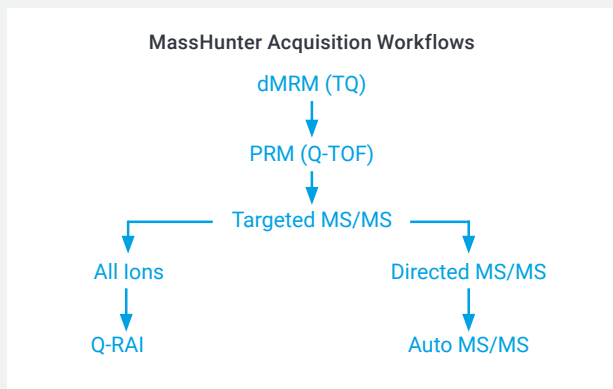 MassHunter Acquisition Workflows
dMRM (TQ)
PRM (Q-TOF)
Targeted MS/MS
All Ions
Directed MS/MS
Q-RAI
Auto MS/MS